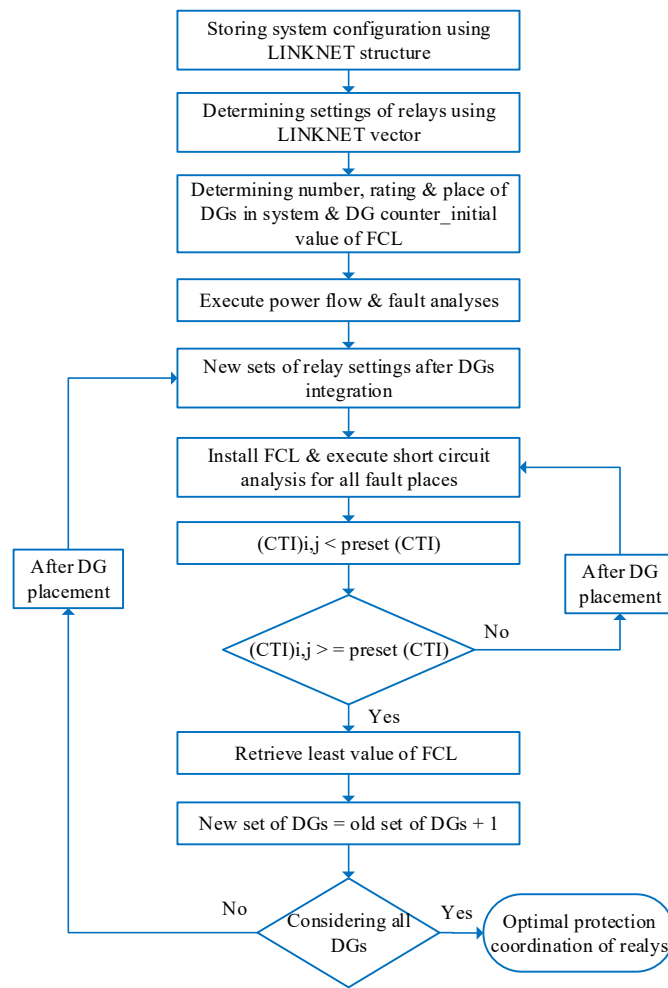 Storing system configuration using
LINKNET structure
Determining settings of relays using
LINKNET vector
Determining number, rating & place of
DGs in system & DG counter_initial
value of FCL
Execute power flow & fault analyses
New sets of relay settings after DGs
integration
Install FCL & execute short circuit
analysis for all fault places
(CTI)i,j < preset (CTI)
After DG
placement
After DG
placement
(CTI)i,j > = preset (CTI)
No
Yes
Retrieve least value of FCL
New set of DGs = old set of DGs + 1
No
Considering all
DGs
Yes
Optimal protection
coordination of realys